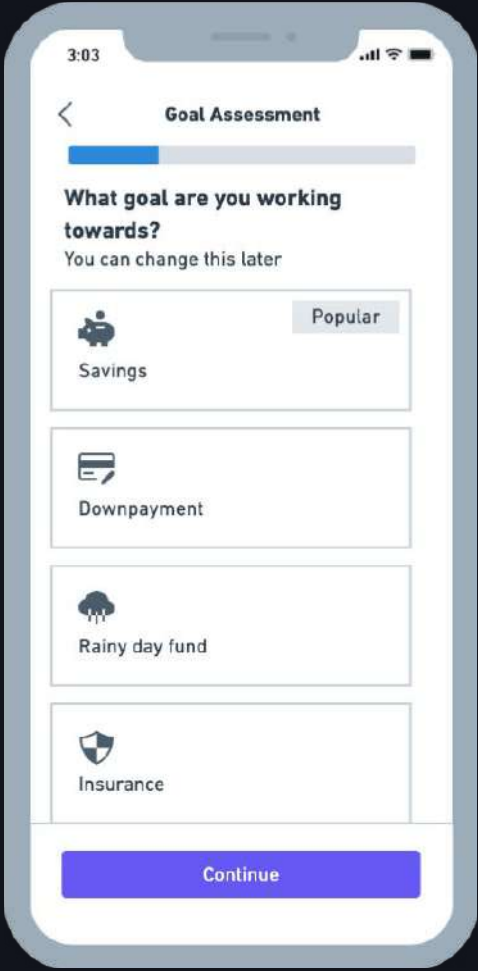 3:03
Goal Assessment
What goal are you working
towards?
You can change this later
Popular
Savings
Downpayment
Rainy day fund
Insurance
Continue